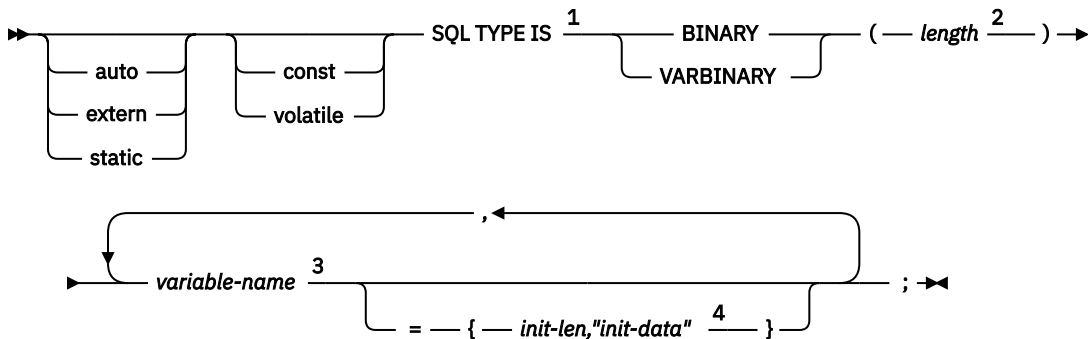 SQL TYPE IS 1 BINARY ( length 2 )
auto const VARBINARY
extern volatile
static
,
variable-name 3 ;
= { init-len,"init-data" 4 }